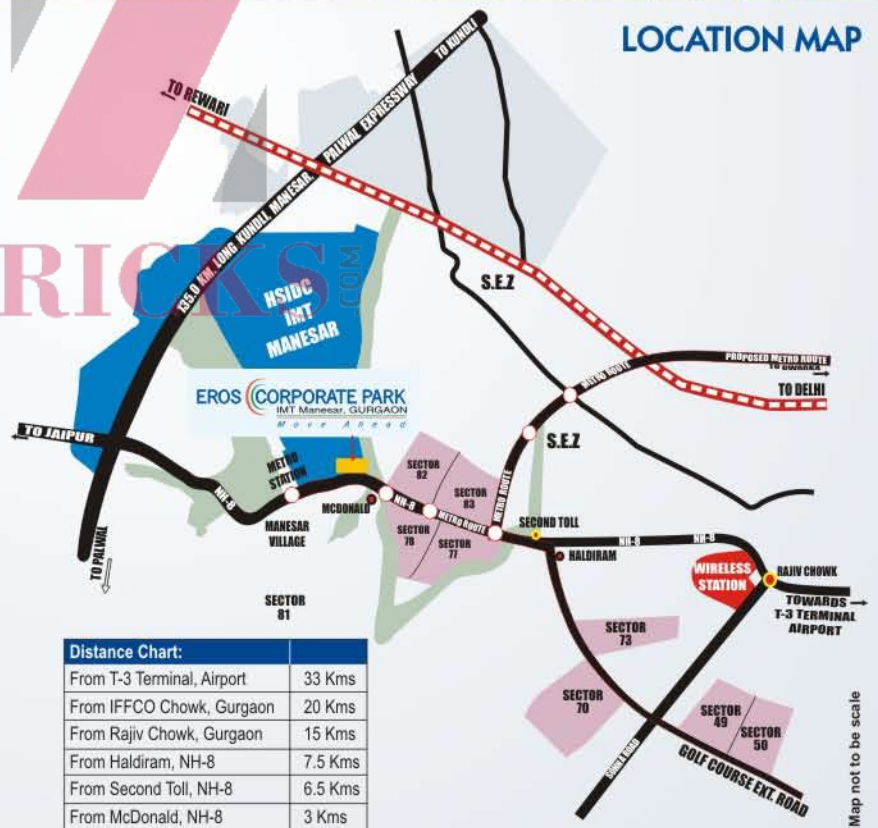 LOCATION MAP
TO KUNDLI
TO REWARI
135.0 KM. LONG KUNDLI, MANESAR, PALWAL EXPRESSWAY
RICKS
.COM
HSIDC
IMT
MANESAR
S.E.Z
PROPOSED METRO ROUTE
TO DWARKA
METRO ROUTE
TO DELHI
EROS CORPORATE PARK
IMT Manesar, GURGAON
Move Ahead
TO JAIPUR
S.E.Z
METRO
STATION
SECTOR
82
SECTOR
83
METRO ROUTE
NH-8
MCDONALD
NH-8
METRO ROUTE
SECOND TOLL
MANESAR
VILLAGE
SECTOR
78
SECTOR
77
NH-8
NH-8
HALDIRAM
WIRELESS
STATION
RAJIV CHOWK
TO PALWAL
TOWARDS
T-3 TERMINAL
AIRPORT
SECTOR
81
SECTOR
73
SECTOR
70
SECTOR
49
SECTOR
50
SOHNA ROAD
GOLF COURSE EXT. ROAD
Distance Chart:
From T-3 Terminal, Airport 33 Kms
From IFFCO Chowk, Gurgaon 20 Kms
From Rajiv Chowk, Gurgaon 15 Kms
From Haldiram, NH-8 7.5 Kms
From Second Toll, NH-8 6.5 Kms
From McDonald, NH-8 3 Kms
Map not to be scale